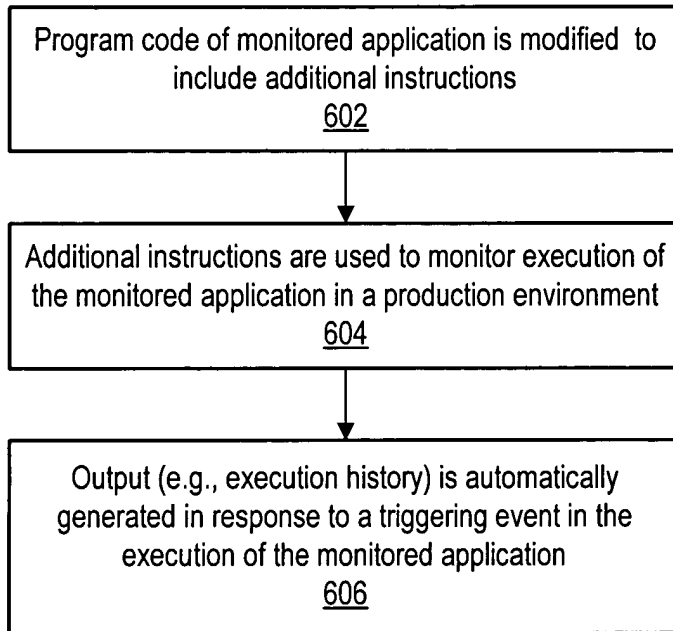 Program code of monitored application is modified to
include additional instructions
602
Additional instructions are used to monitor execution of
the monitored application in a production environment
604
Output (e.g., execution history) is automatically
generated in response to a triggering event in the
execution of the monitored application
606